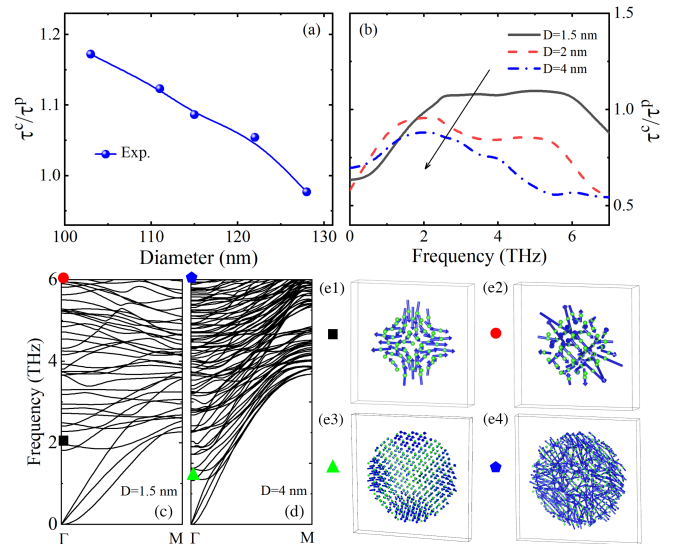 1.2
1.1
1.0
τᶜ/τᵖ
(a)
Exp.
100
110
120
130
Diameter (nm)
(b)
D=1.5 nm
D=2 nm
D=4 nm
1.5
1.0
0.5
τᶜ/τᵖ
0
2
4
6
Frequency (THz)
6
4
2
0
Frequency (THz)
D=1.5 nm
(c)
Γ
M
D=4 nm
(d)
Γ
M
(e1)
(e2)
(e3)
(e4)